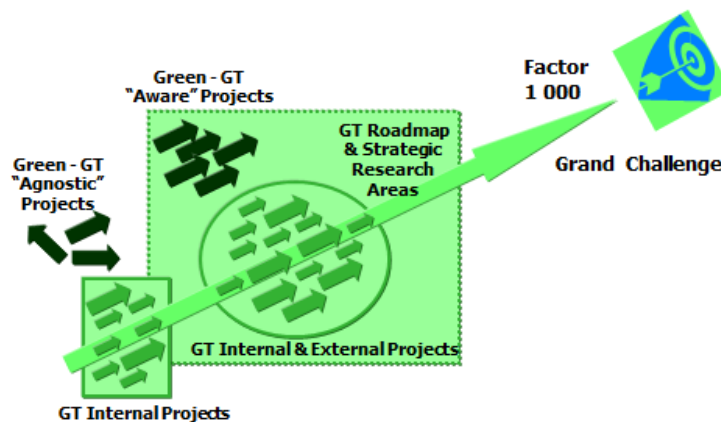 Green - GT
"Aware" Projects
Factor
1 000
GT Roadmap
& Strategic
Research
Areas
Grand Challenge
Green - GT
"Agnostic"
Projects
GT Internal & External Projects
GT Internal Projects